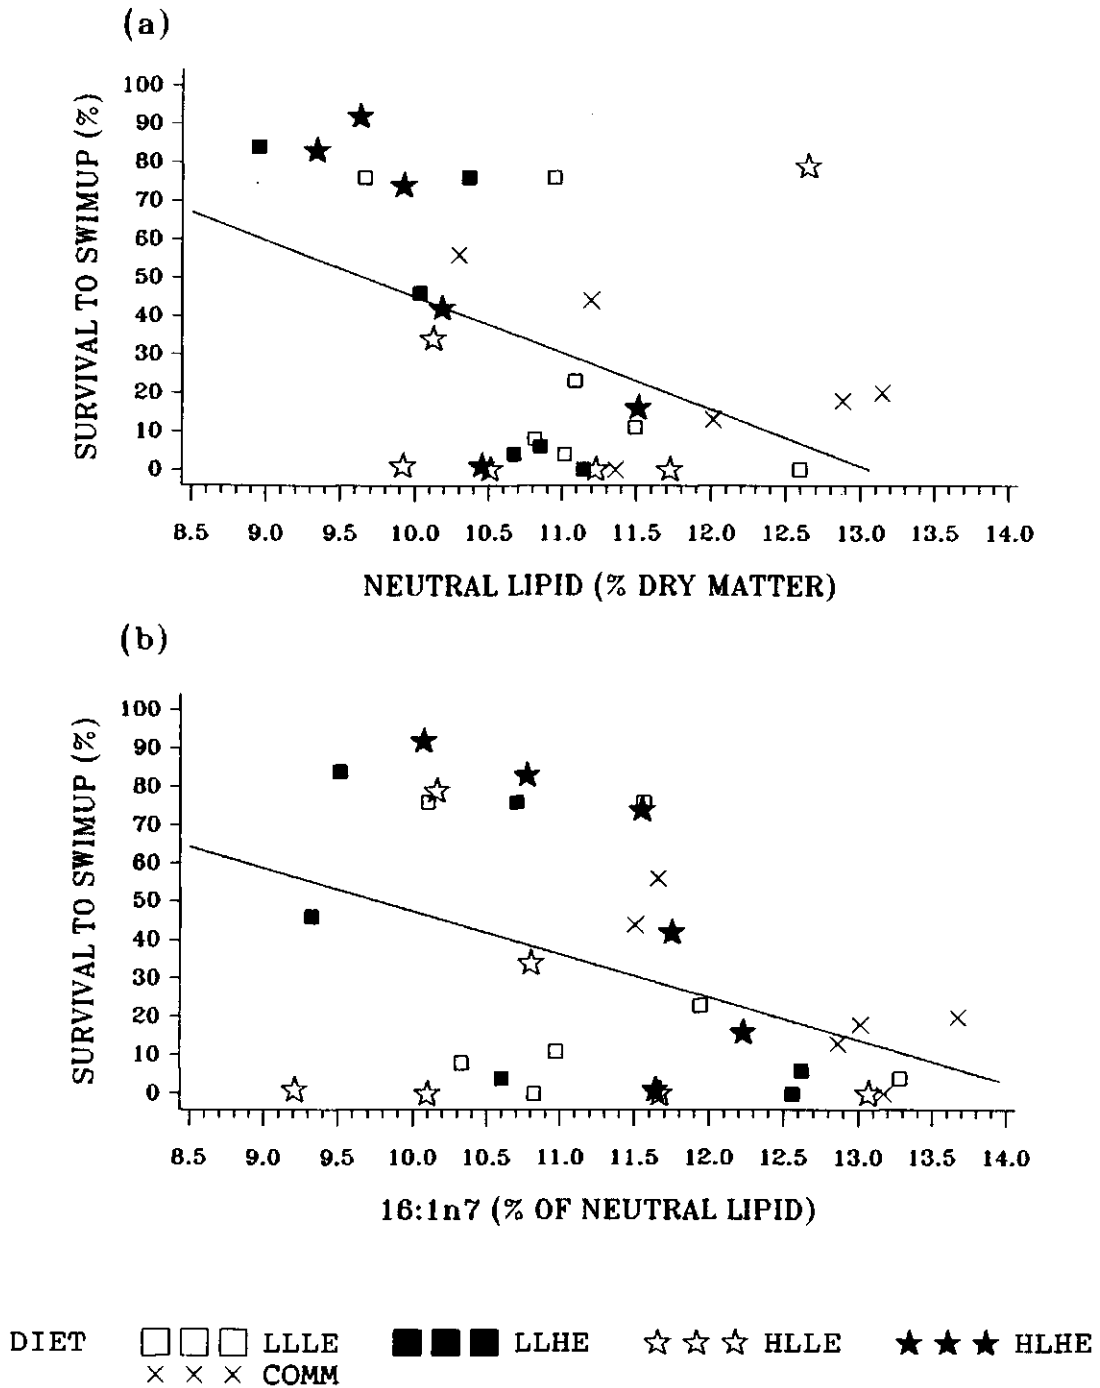 (a)
SURVIVAL TO SWIMUP (%)
100
90
80
70
60
50
40
30
20
10
0
8.5 9.0 9.5 10.0 10.5 11.0 11.5 12.0 12.5 13.0 13.5 14.0
NEUTRAL LIPID (% DRY MATTER)
(b)
SURVIVAL TO SWIMUP (%)
100
90
80
70
60
50
40
30
20
10
0
8.5 9.0 9.5 10.0 10.5 11.0 11.5 12.0 12.5 13.0 13.5 14.0
16:1n7 (% OF NEUTRAL LIPID)
DIET LLLE LLHE HLLE HLHE
COMM